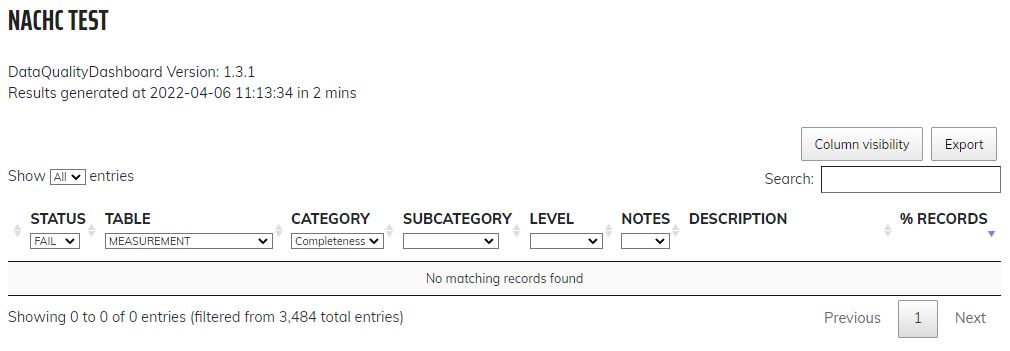 NACHC TEST
DataQualityDashboard Version: 1.3.1
Results generated at 2022-04-06 11:13:34 in 2 mins
Column visibility Export
Show All entries Search:
STATUS TABLE CATEGORY SUBCATEGORY LEVEL NOTES DESCRIPTION % RECORDS
FAIL MEASUREMENT Completeness
No matching records found
Showing 0 to 0 of 0 entries (filtered from 3,484 total entries) Previous 1 Next